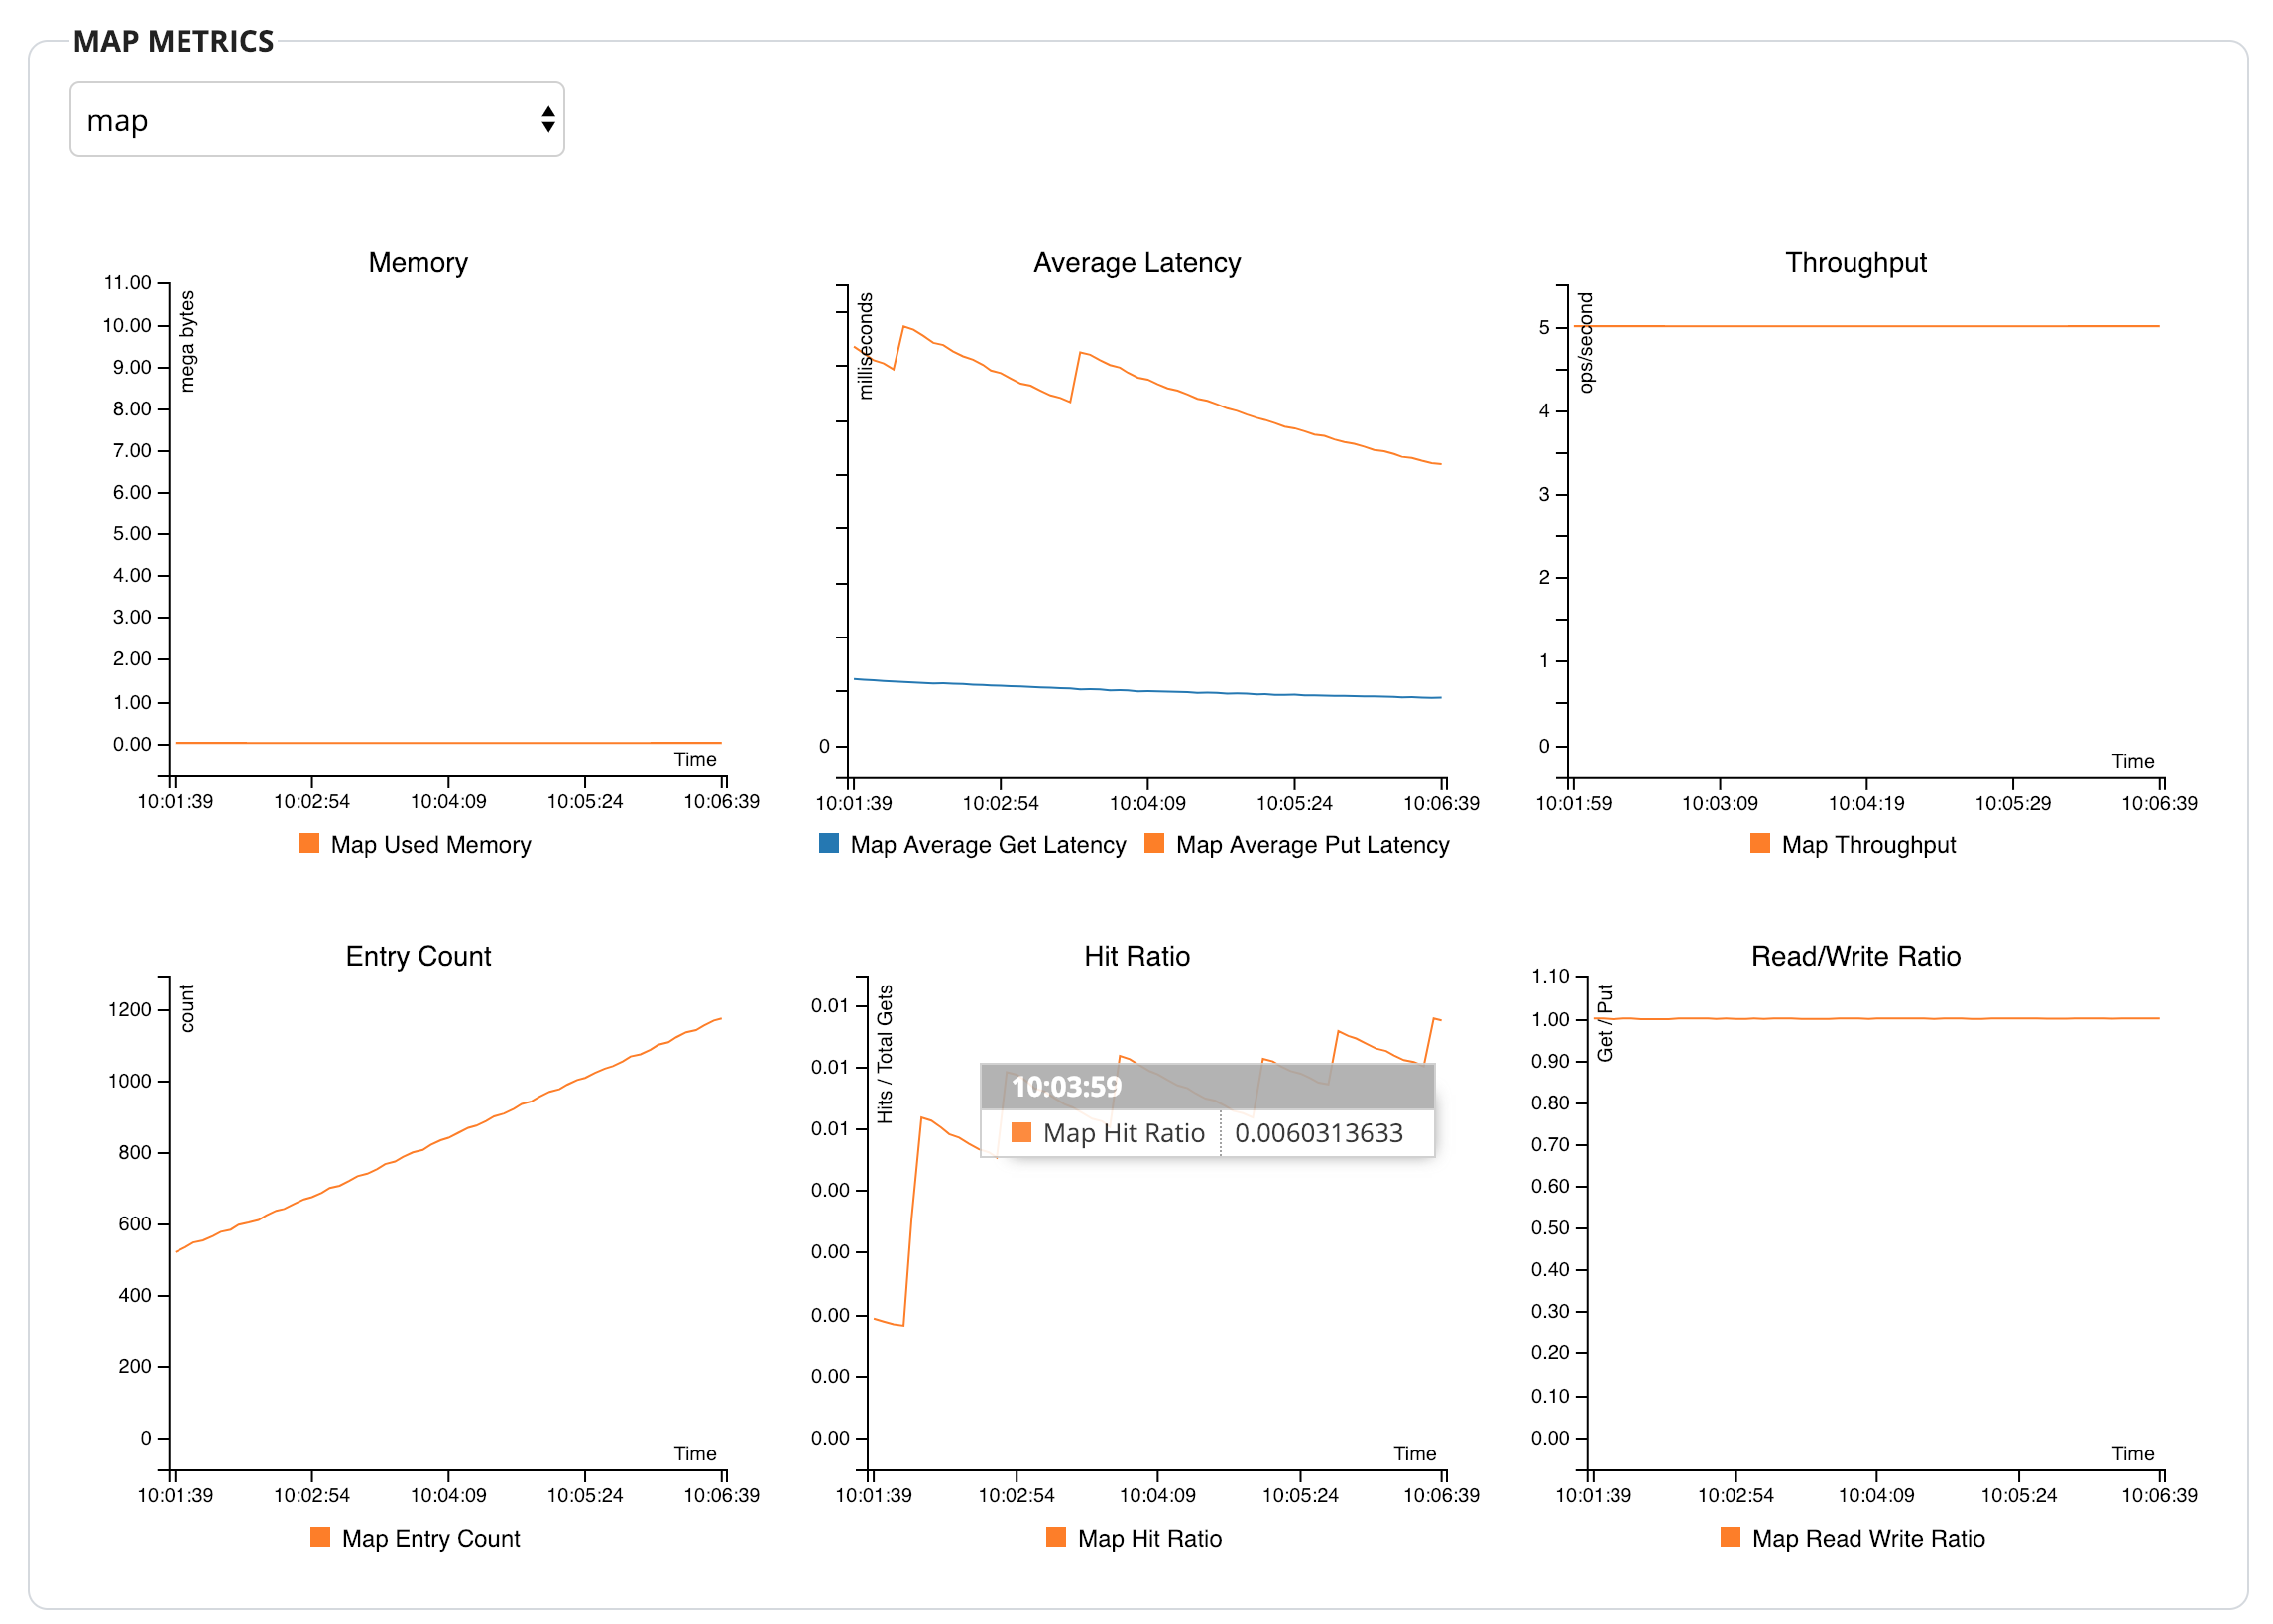 MAP METRICS
map
Memory
11.00
10.00
9.00
8.00
7.00
6.00
5.00
4.00
3.00
2.00
1.00
0.00
mega bytes
Time
10:01:39 10:02:54 10:04:09 10:05:24 10:06:39
Map Used Memory
Average Latency
milliseconds
0
10:01:39 10:02:54 10:04:09 10:05:24 10:06:39
Map Average Get Latency Map Average Put Latency
Throughput
5
4
3
2
1
0
ops/second
Time
10:01:59 10:03:09 10:04:19 10:05:29 10:06:39
Map Throughput
Entry Count
1200
1000
800
600
400
200
0
count
Time
10:01:39 10:02:54 10:04:09 10:05:24 10:06:39
Map Entry Count
Hit Ratio
0.01
0.01
0.01
0.00
0.00
0.00
0.00
0.00
Hits / Total Gets
10:03:59
Map Hit Ratio 0.0060313633
Time
10:01:39 10:02:54 10:04:09 10:05:24 10:06:39
Map Hit Ratio
Read/Write Ratio
1.10
1.00
0.90
0.80
0.70
0.60
0.50
0.40
0.30
0.20
0.10
0.00
Get / Put
Time
10:01:39 10:02:54 10:04:09 10:05:24 10:06:39
Map Read Write Ratio